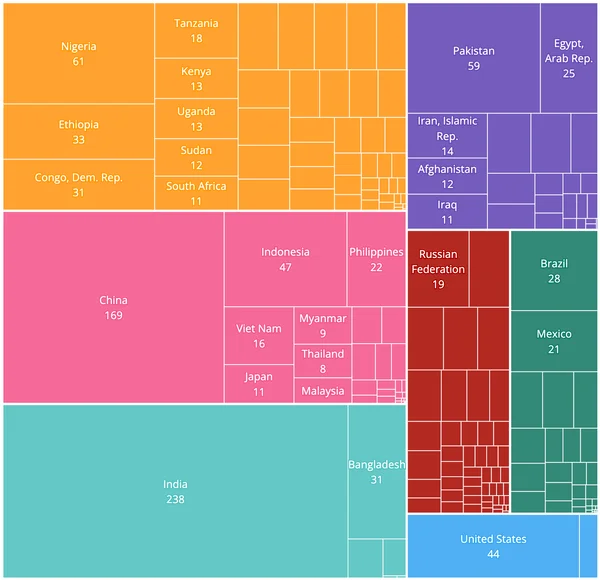 Nigeria
61
Ethiopia
33
Congo, Dem. Rep.
31
Tanzania
18
Kenya
13
Uganda
13
Sudan
12
South Africa
11
Pakistan
59
Egypt,
Arab Rep.
25
Iran, Islamic
Rep.
14
Afghanistan
12
Iraq
11
China
169
Indonesia
47
Philippines
22
Viet Nam
16
Japan
11
Myanmar
9
Thailand
8
Malaysia
Russian
Federation
19
Brazil
28
Mexico
21
India
238
Bangladesh
31
United States
44